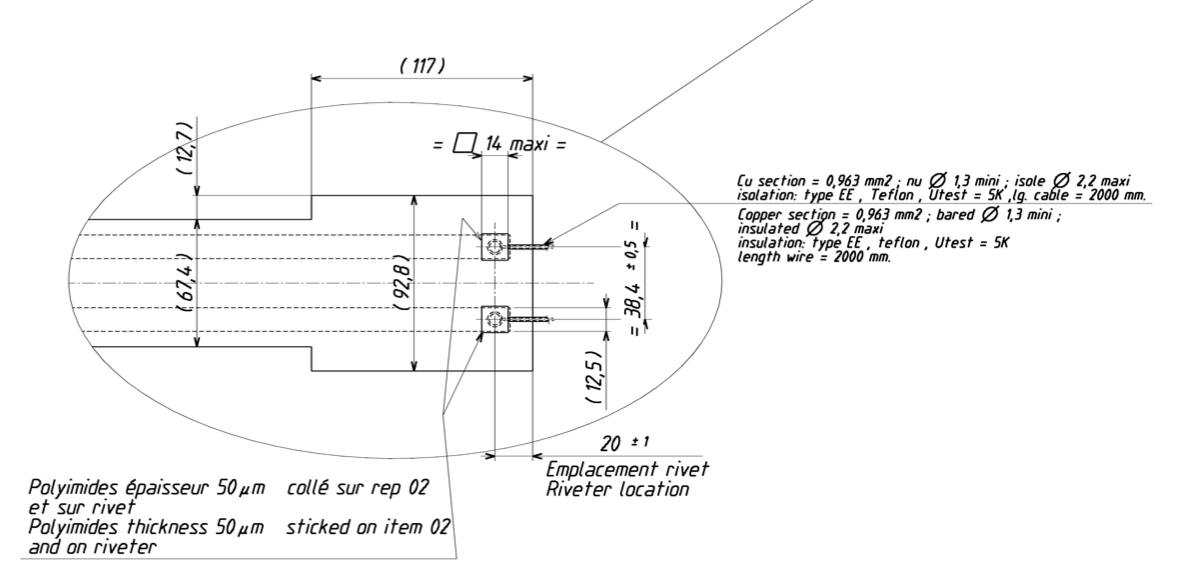 ( 117)
( 12,7)
= □ 14 maxi =
Cu section = 0,963 mm2 ; nu Ø 1,3 mini ; isole Ø 2,2 maxi
isolation: type EE , Teflon , Utest = 5K ,lg. cable = 2000 mm.
Copper section = 0,963 mm2 ; bared Ø 1,3 mini ;
insulated Ø 2,2 maxi
insulation: type EE , teflon , Utest = 5K
length wire = 2000 mm.
( 67,4)
( 92,8)
= 38,4 ± 0,5 =
( 12,5)
20 ± 1
Emplacement rivet
Riveter location
Polyimides épaisseur 50 µm collé sur rep 02
et sur rivet
Polyimides thickness 50 µm sticked on item 02
and on riveter